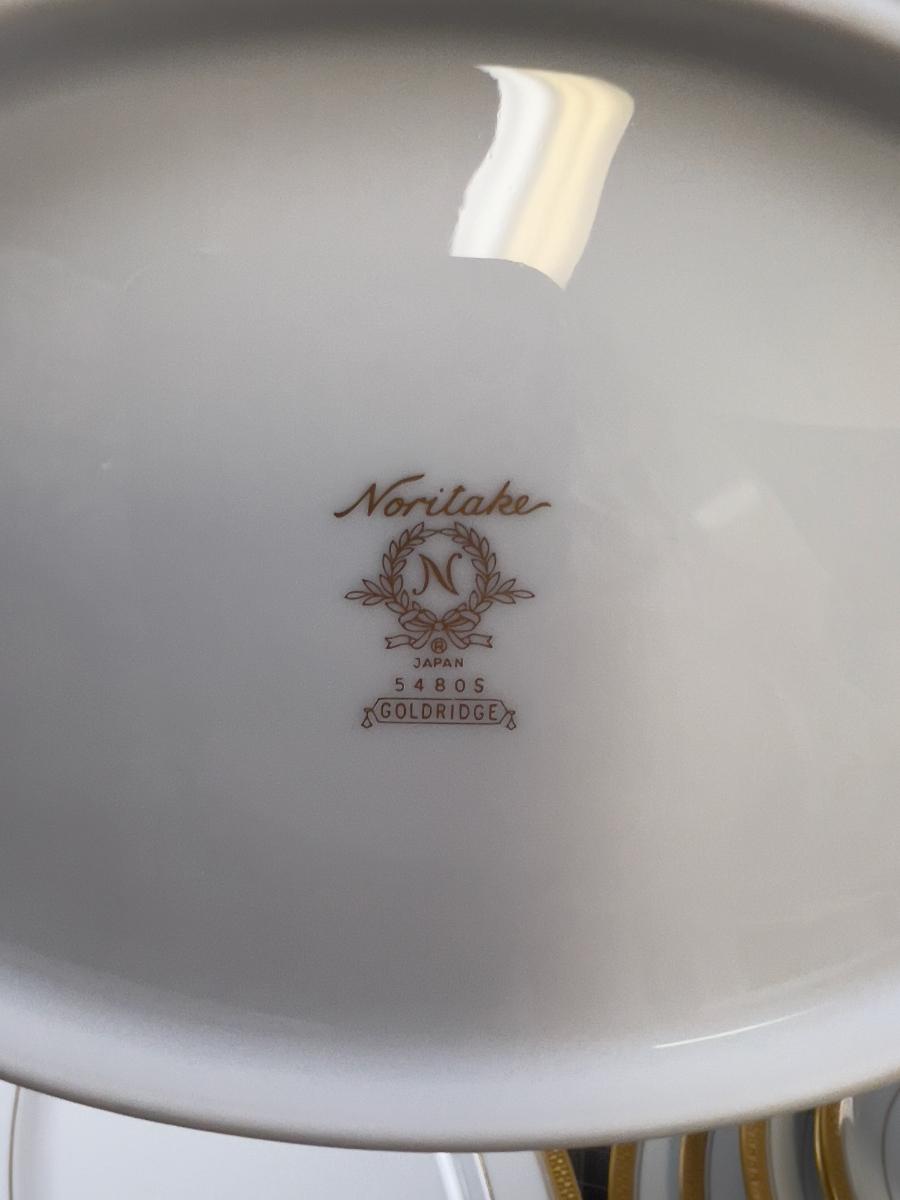 Noritake
N
®
JAPAN
5480S
GOLDRIDGE